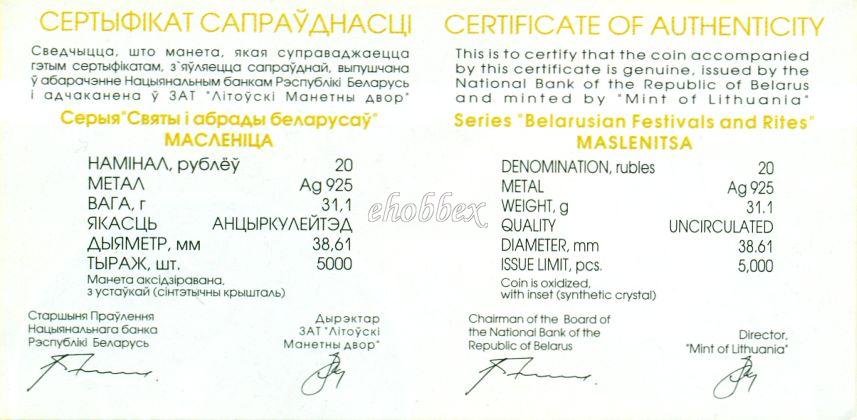 СЕРТЫФІКАТ САПРАЎДНАСЦІ
Сведчыцца, што манета, якая суправаджаецца
гэтым сертыфікатам, з`яўляецца сапраўднай, выпушчана
ў абарачэнне Нацыянальным банкам Рэспублікі Беларусь
і адчаканена ў ЗАТ "Літоўскі Манетны двор"
Серыя"Святы і абрады беларусаў"
МАСЛЕНІЦА
НАМІНАЛ, рублёў 20
МЕТАЛ Ag 925
ВАГА, г 31,1
ЯКАСЦЬ АНЦЫРКУЛЕЙТЭД
ДЫЯМЕТР, мм 38,61
ТЫРАЖ, шт. 5000
Манета аксідзіравана,
з устаўкай (сінтэтычны крышталь)
Старшыня Праўлення
Нацыянальнага банка
Рэспублікі Беларусь
Дырэктар
ЗАТ "Літоўскі
Манетны двор"
CERTIFICATE OF AUTHENTICITY
This is to certify that the coin accompanied
by this certificate is genuine, issued by the
National Bank of the Republic of Belarus
and minted by "Mint of Lithuania"
Series "Belarusian Festivals and Rites"
MASLENITSA
DENOMINATION, rubles 20
METAL Ag 925
WEIGHT, g 31.1
QUALITY UNCIRCULATED
DIAMETER, mm 38.61
ISSUE LIMIT, pcs. 5,000
Coin is oxidized,
with inset (synthetic crystal)
Chairman of the Board of
the National Bank of the
Republic of Belarus
Director,
"Mint of Lithuania"
ehobbex